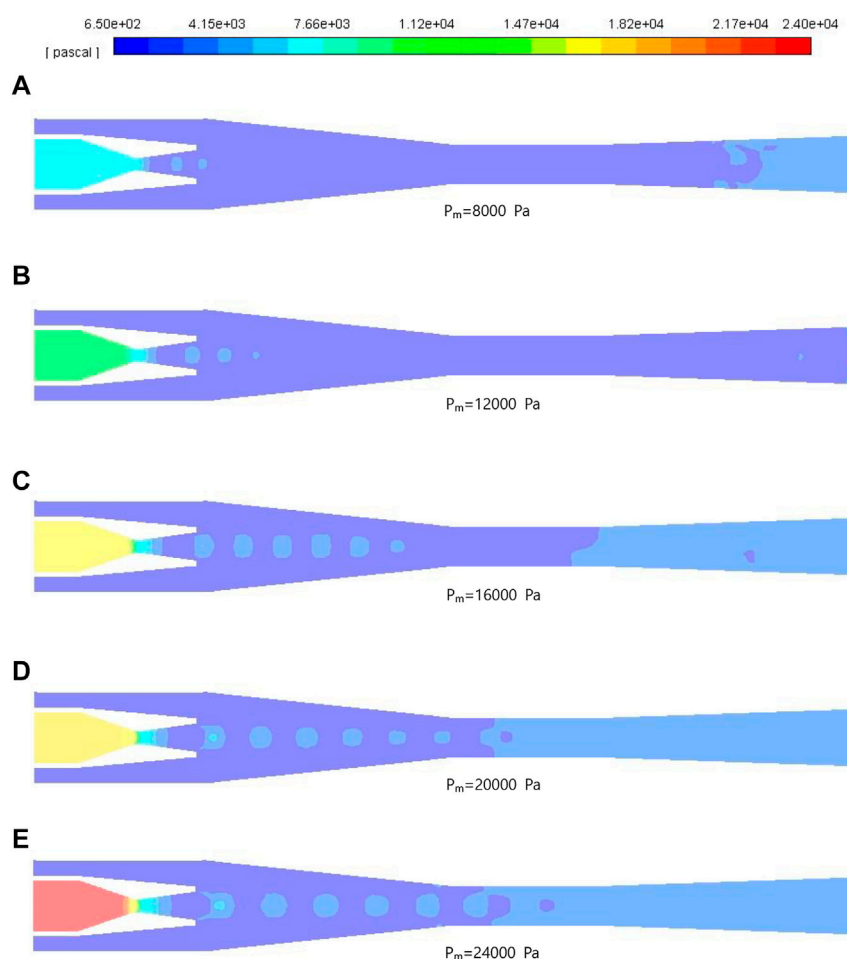 6.50e+02 4.15e+03 7.66e+03 1.12e+04 1.47e+04 1.82e+04 2.17e+04 2.40e+04
[ pascal ]
A
Pₘ=8000 Pa
B
Pₘ=12000 Pa
C
Pₘ=16000 Pa
D
Pₘ=20000 Pa
E
Pₘ=24000 Pa